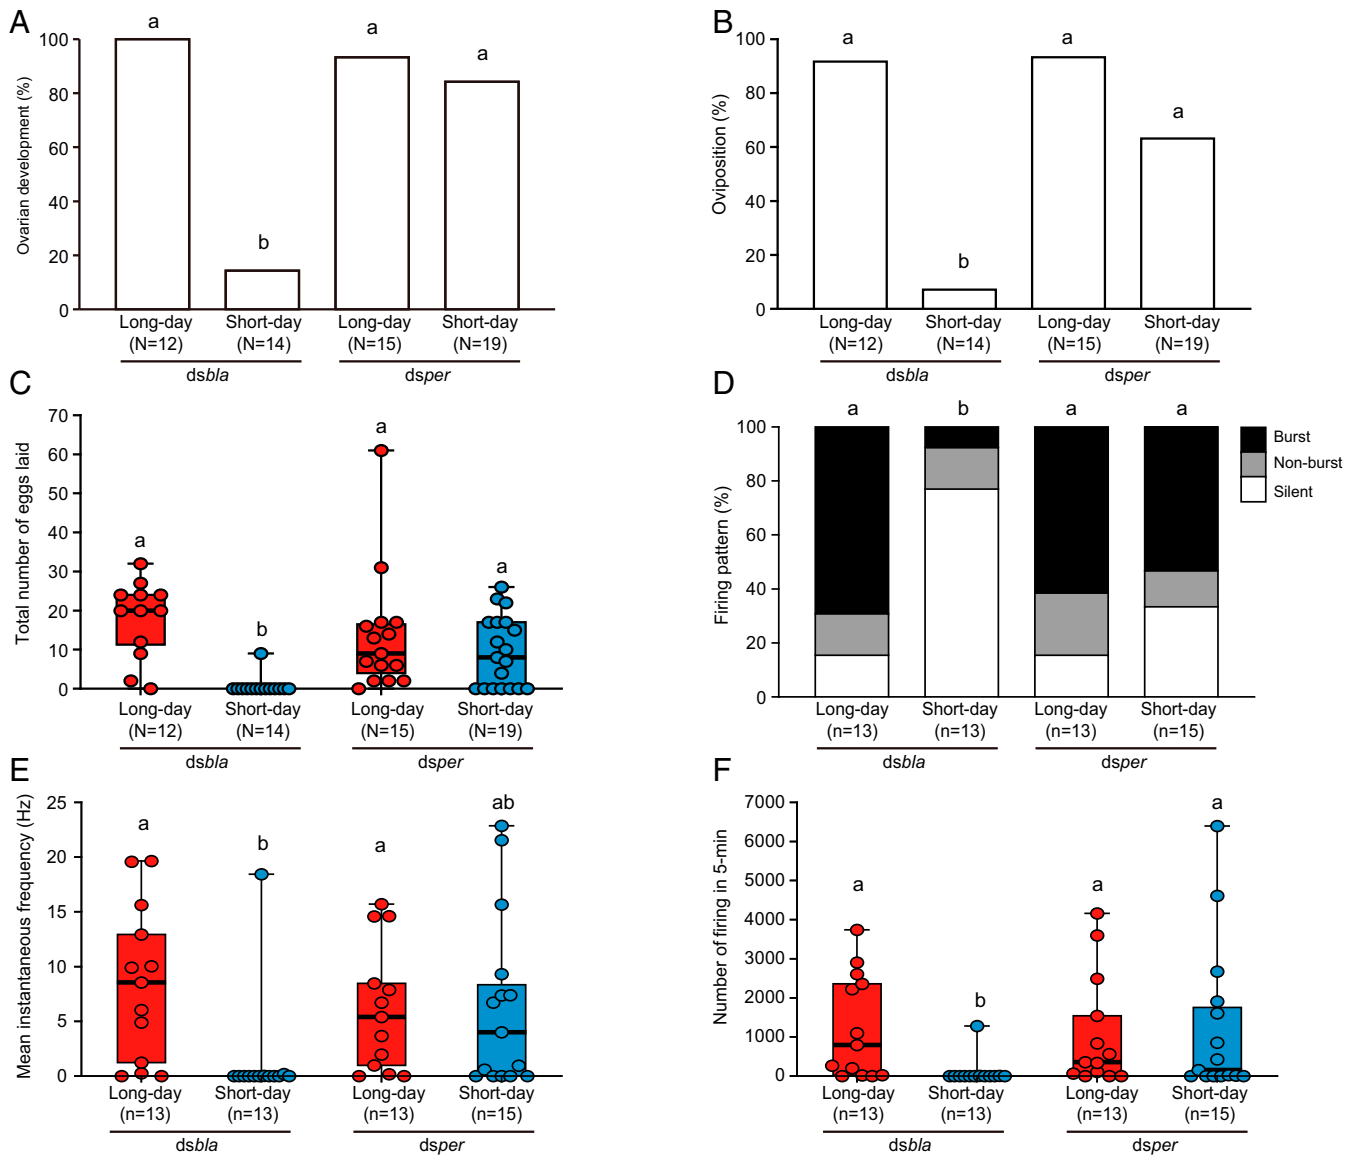 A
a
a
a
b
Ovarian development (%)
100
80
60
40
20
0
Long-day
Short-day
Long-day
Short-day
(N=12)
(N=14)
(N=15)
(N=19)
dsbla
dsper
B
a
a
a
b
Oviposition (%)
100
80
60
40
20
0
Long-day
Short-day
Long-day
Short-day
(N=12)
(N=14)
(N=15)
(N=19)
dsbla
dsper
C
a
b
a
a
Total number of eggs laid
70
60
50
40
30
20
10
0
Long-day
Short-day
Long-day
Short-day
(N=12)
(N=14)
(N=15)
(N=19)
dsbla
dsper
D
a
b
a
a
Firing pattern (%)
100
80
60
40
20
0
Burst
Non-burst
Silent
Long-day
Short-day
Long-day
Short-day
(n=13)
(n=13)
(n=13)
(n=15)
dsbla
dsper
E
a
b
a
ab
Mean instantaneous frequency (Hz)
25
20
15
10
5
0
Long-day
Short-day
Long-day
Short-day
(n=13)
(n=13)
(n=13)
(n=15)
dsbla
dsper
F
a
b
a
a
Number of firing in 5-min
7000
6000
5000
4000
3000
2000
1000
0
Long-day
Short-day
Long-day
Short-day
(n=13)
(n=13)
(n=13)
(n=15)
dsbla
dsper